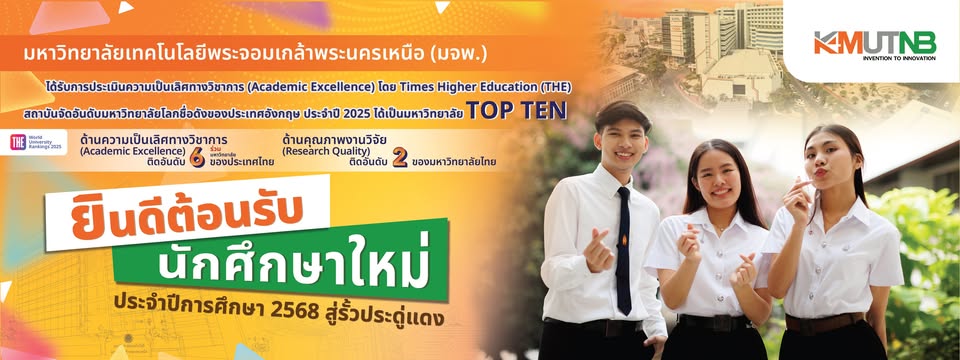 KMUTNB
INVENTION TO INNOVATION
มหาวิทยาลัยเทคโนโลยีพระจอมเกล้าพระนครเหนือ (มจพ.)
ได้รับการประเมินความเป็นเลิศทางวิชาการ (Academic Excellence) โดย Times Higher Education (THE)
สถาบันจัดอันดับมหาวิทยาลัยโลกชื่อดังของประเทศอังกฤษ ประจำปี 2025 ได้เป็นมหาวิทยาลัย TOP TEN
THE World University Rankings 2025
ด้านความเป็นเลิศทางวิชาการ
(Academic Excellence)
ติดอันดับ 6 ร่วม มหาวิทยาลัย ของประเทศไทย
ด้านคุณภาพงานวิจัย
(Research Quality)
ติดอันดับ 2 ของมหาวิทยาลัยไทย
ยินดีต้อนรับ
นักศึกษาใหม่
ประจำปีการศึกษา 2568 สู่รั้วประดู่แดง